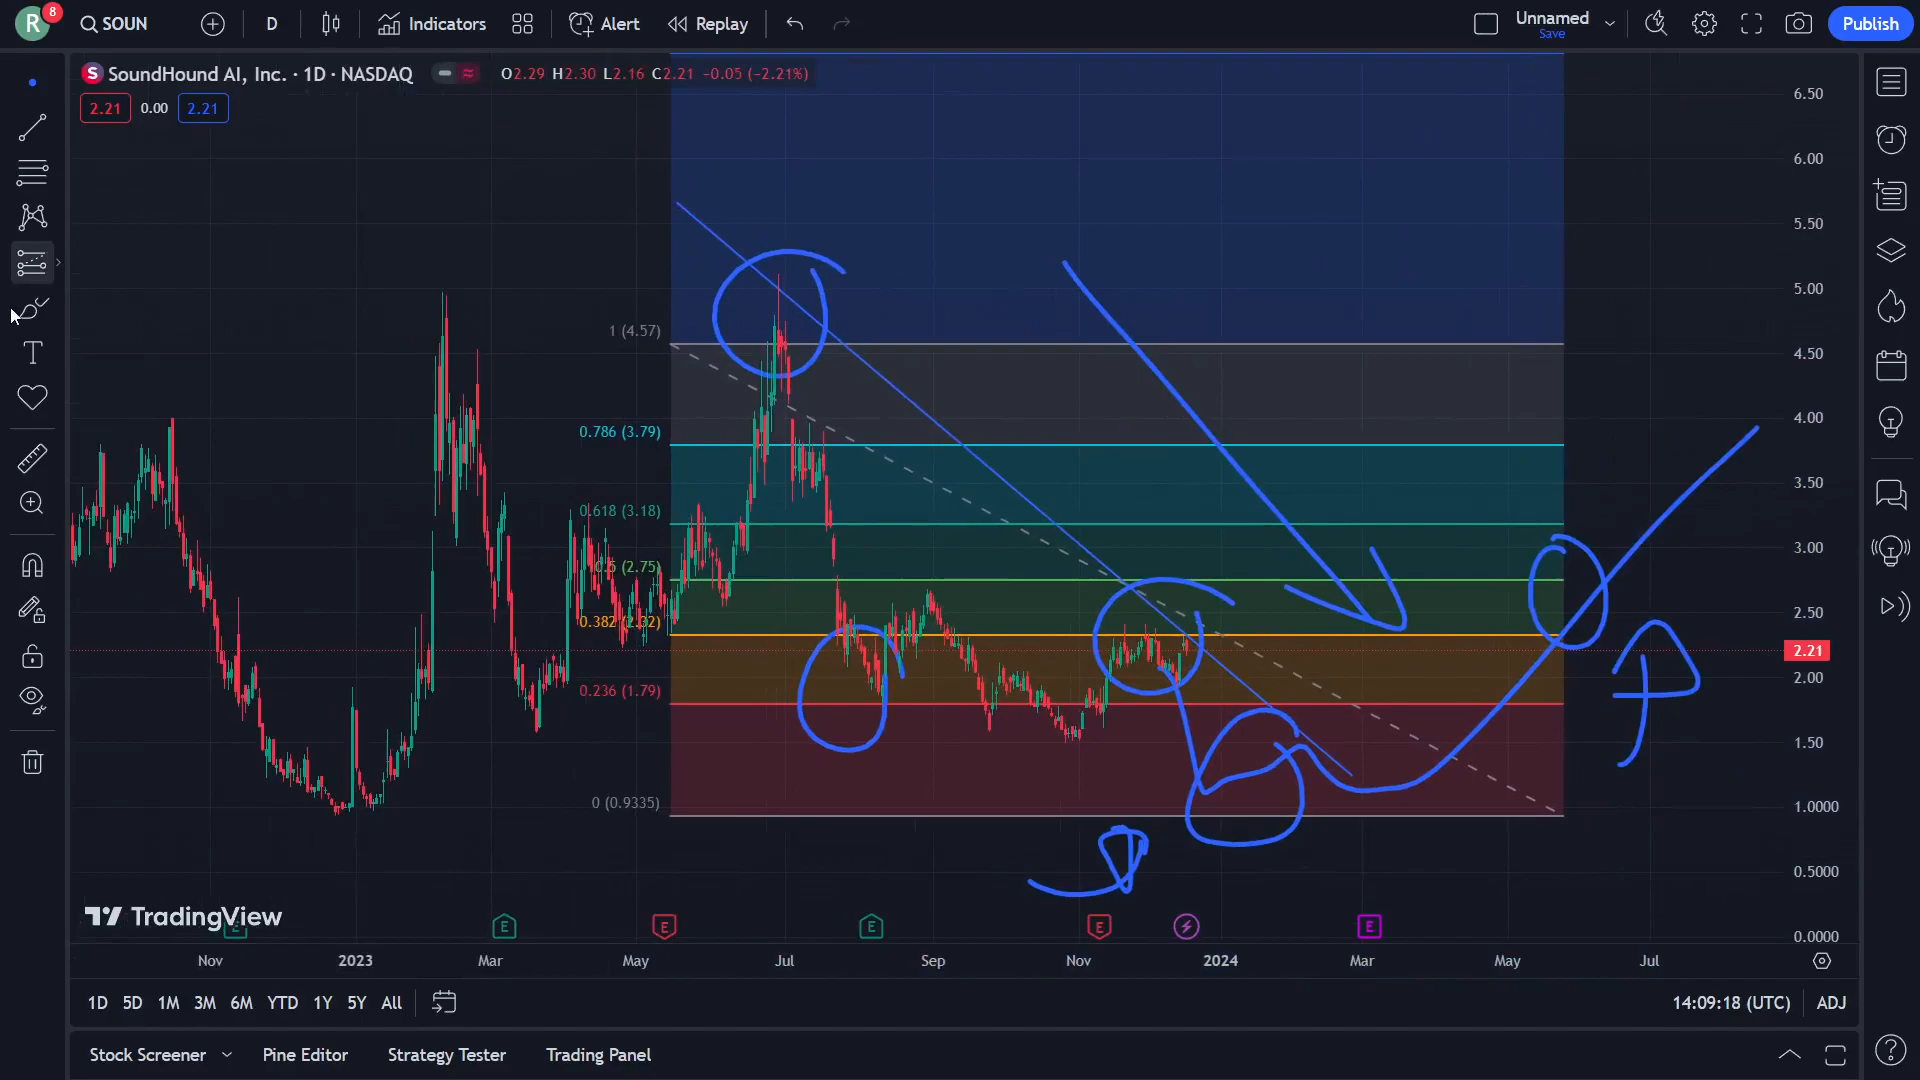 R 8 SOUN D Indicators Alert Replay Unnamed Save Publish
S SoundHound AI, Inc. · 1D · NASDAQ O2.29 H2.30 L2.16 C2.21 -0.05 (-2.21%)
2.21 0.00 2.21
6.50
6.00
5.50
5.00
4.50
4.00
3.50
3.00
2.50
2.21
2.00
1.50
1.0000
0.5000
0.0000
1 (4.57)
0.786 (3.79)
0.618 (3.18)
0.5 (2.75)
0.382 (2.32)
0.236 (1.79)
0 (0.9335)
TradingView
E E E E E E
Nov 2023 Mar May Jul Sep Nov 2024 Mar May Jul
1D 5D 1M 3M 6M YTD 1Y 5Y All 14:09:18 (UTC) ADJ
Stock Screener Pine Editor Strategy Tester Trading Panel